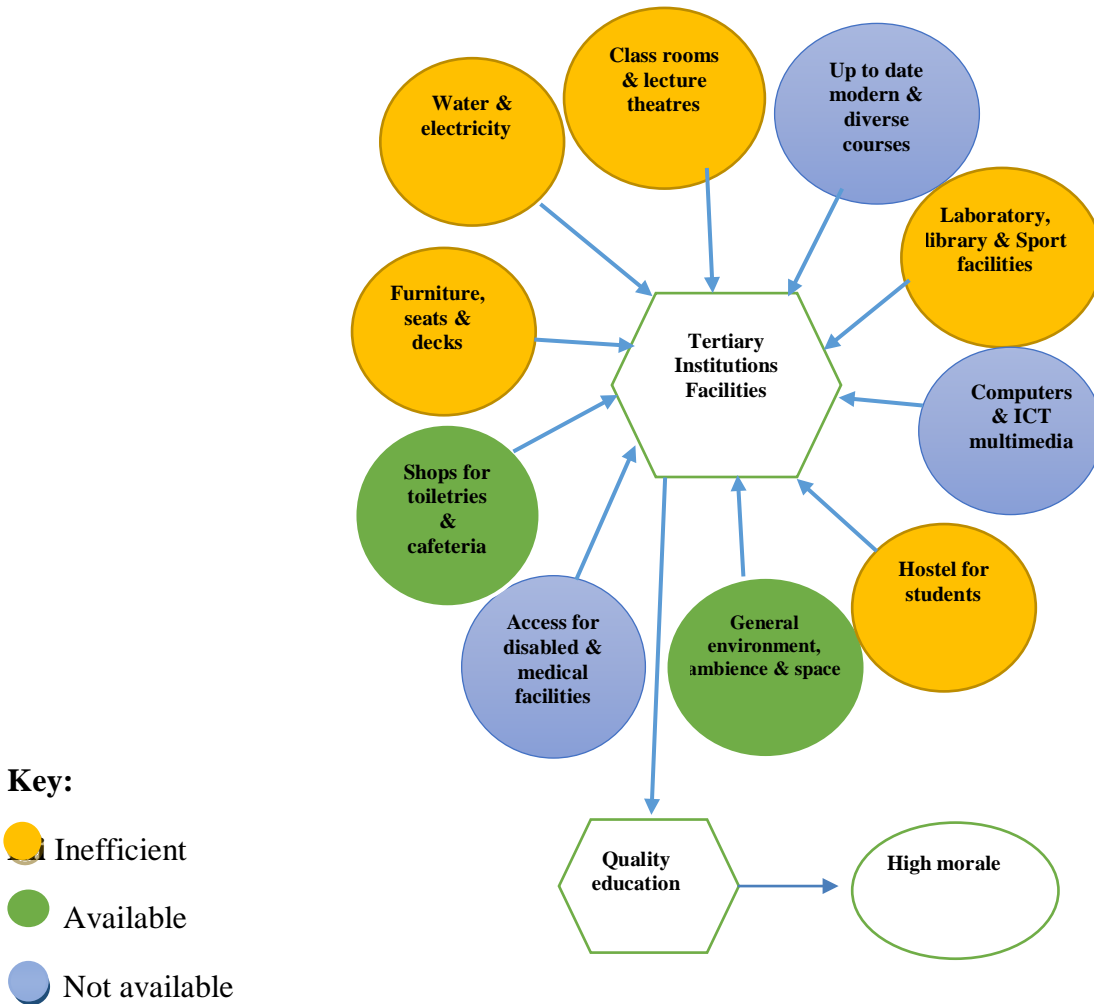 Class rooms
& lecture
theatres
Up to date
modern &
diverse
courses
Water &
electricity
Laboratory,
library & Sport
facilities
Furniture,
seats &
decks
Tertiary
Institutions
Facilities
Computers
& ICT
multimedia
Shops for
toiletries
&
cafeteria
Hostel for
students
Access for
disabled &
medical
facilities
General
environment,
ambience & space
Key:
Inefficient
Available
Not available
Quality
education
High morale